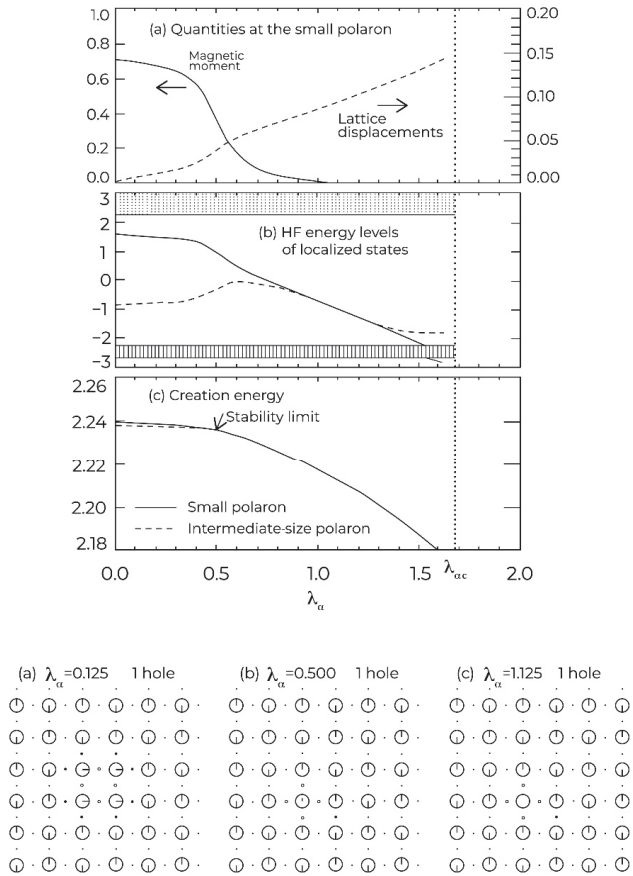 (a) Quantities at the small polaron
Magnetic
moment
Lattice
displacements
1.0
0.8
0.6
0.4
0.2
0.0
0.20
0.15
0.10
0.05
0.00
(b) HF energy levels
of localized states
3
2
1
0
−1
−2
−3
(c) Creation energy
Stability limit
Small polaron
Intermediate-size polaron
2.26
2.24
2.22
2.20
2.18
0.0 0.5 1.0 1.5 λαc 2.0
λα
(a) λα=0.125 1 hole (b) λα=0.500 1 hole (c) λα=1.125 1 hole